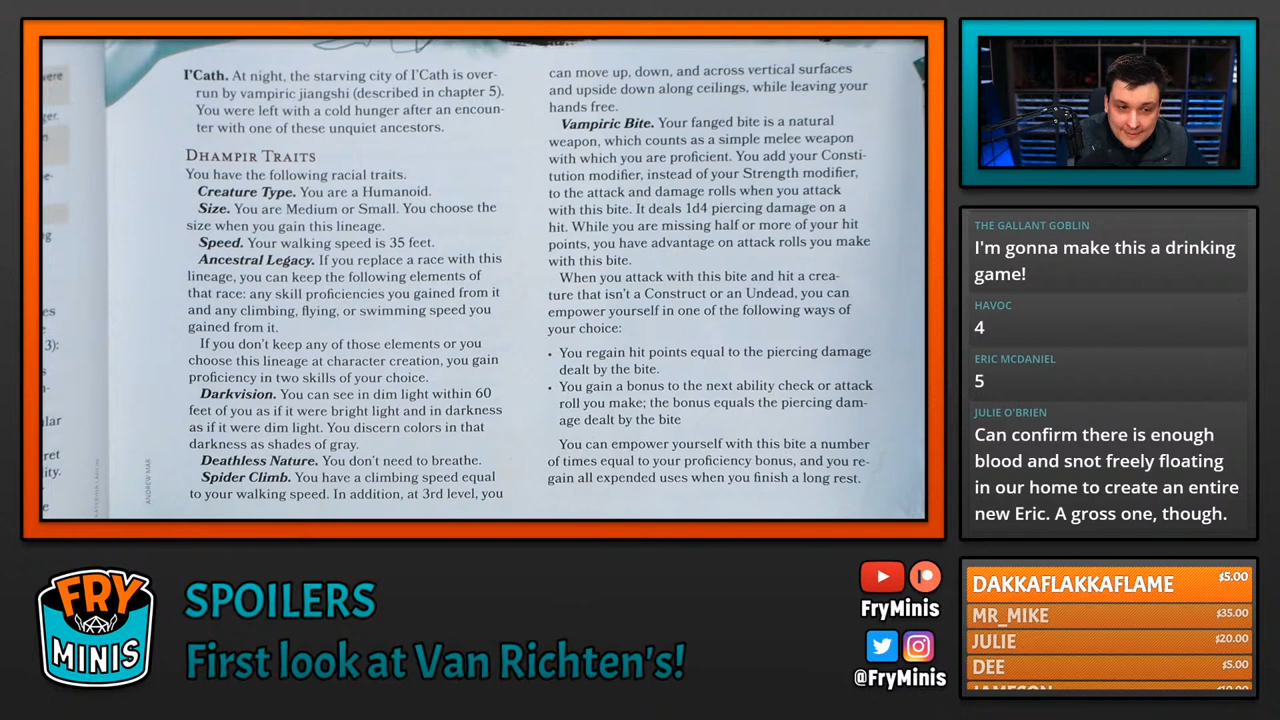 I'Cath. At night, the starving city of I'Cath is over-
run by vampiric jiangshi (described in chapter 5).
You were left with a cold hunger after an encoun-
ter with one of these unquiet ancestors.
DHAMPIR TRAITS
You have the following racial traits.
Creature Type. You are a Humanoid.
Size. You are Medium or Small. You choose the
size when you gain this lineage.
Speed. Your walking speed is 35 feet.
Ancestral Legacy. If you replace a race with this
lineage, you can keep the following elements of
that race: any skill proficiencies you gained from it
and any climbing, flying, or swimming speed you
gained from it.
If you don't keep any of those elements or you
choose this lineage at character creation, you gain
proficiency in two skills of your choice.
Darkvision. You can see in dim light within 60
feet of you as if it were bright light and in darkness
as if it were dim light. You discern colors in that
darkness as shades of gray.
Deathless Nature. You don't need to breathe.
Spider Climb. You have a climbing speed equal
to your walking speed. In addition, at 3rd level, you
can move up, down, and across vertical surfaces
and upside down along ceilings, while leaving your
hands free.
Vampiric Bite. Your fanged bite is a natural
weapon, which counts as a simple melee weapon
with which you are proficient. You add your Consti-
tution modifier, instead of your Strength modifier,
to the attack and damage rolls when you attack
with this bite. It deals 1d4 piercing damage on a
hit. While you are missing half or more of your hit
points, you have advantage on attack rolls you make
with this bite.
When you attack with this bite and hit a crea-
ture that isn't a Construct or an Undead, you can
empower yourself in one of the following ways of
your choice:
• You regain hit points equal to the piercing damage
dealt by the bite.
• You gain a bonus to the next ability check or attack
roll you make; the bonus equals the piercing dam-
age dealt by the bite
You can empower yourself with this bite a number
of times equal to your proficiency bonus, and you re-
gain all expended uses when you finish a long rest.
ANDREW MAR
THE GALLANT GOBLIN
I'm gonna make this a drinking
game!
HAVOC
4
ERIC MCDANIEL
5
JULIE O'BRIEN
Can confirm there is enough
blood and snot freely floating
in our home to create an entire
new Eric. A gross one, though.
FRY
MINIS
SPOILERS
First look at Van Richten's!
FryMinis
@FryMinis
DAKKAFLAKKAFLAME $5.00
MR_MIKE $35.00
JULIE $20.00
DEE $5.00